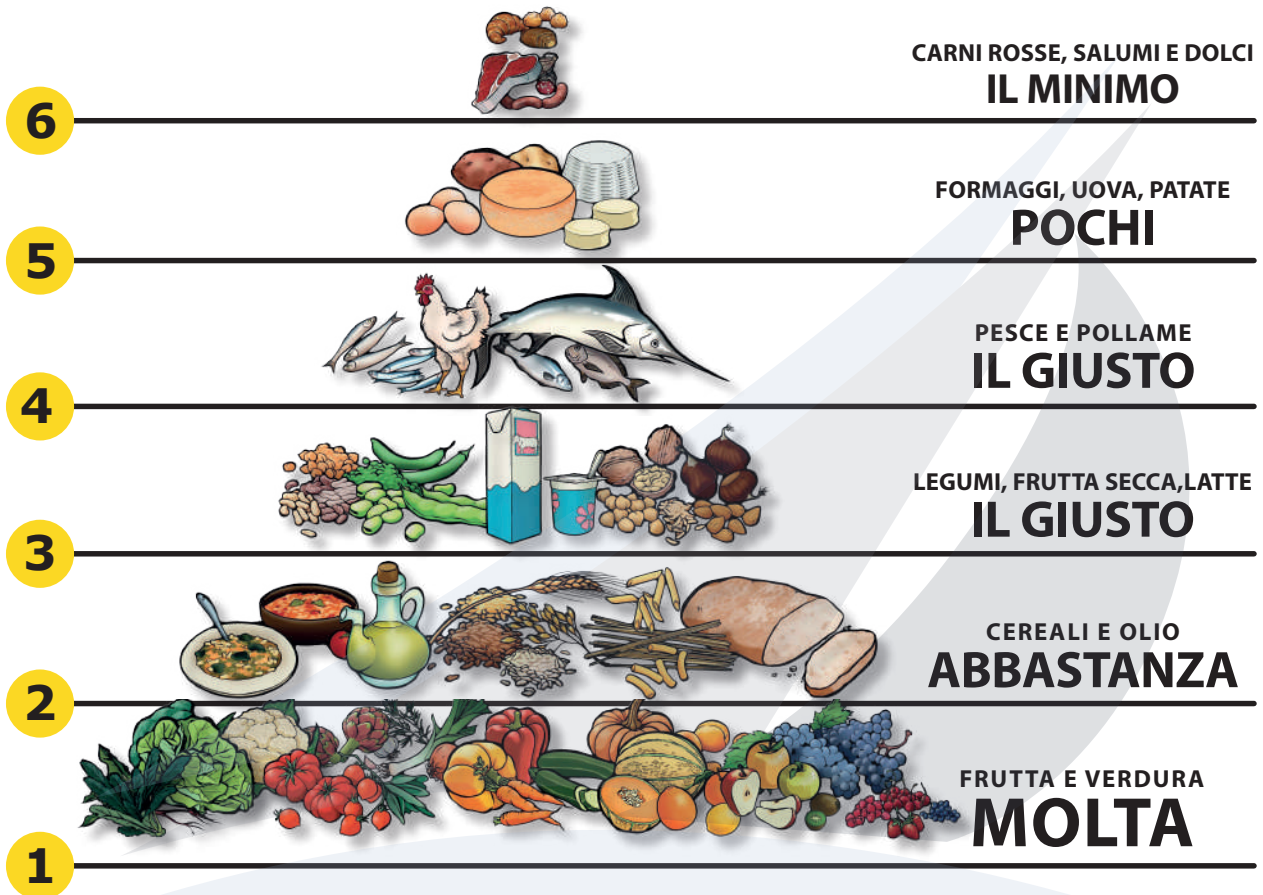 CARNI ROSSE, SALUMI E DOLCI
IL MINIMO
6
FORMAGGI, UOVA, PATATE
POCHI
5
PESCE E POLLAME
IL GIUSTO
4
LEGUMI, FRUTTA SECCA,LATTE
IL GIUSTO
3
CEREALI E OLIO
ABBASTANZA
2
FRUTTA E VERDURA
MOLTA
1